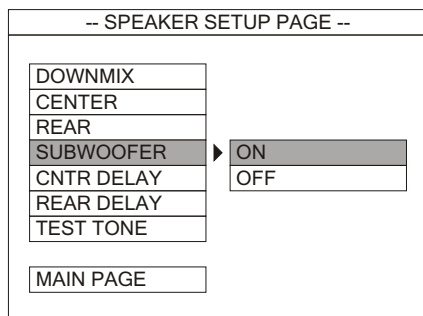 -- SPEAKER SETUP PAGE --
DOWNMIX
CENTER
REAR
SUBWOOFER ON
CNTR DELAY OFF
REAR DELAY
TEST TONE
MAIN PAGE